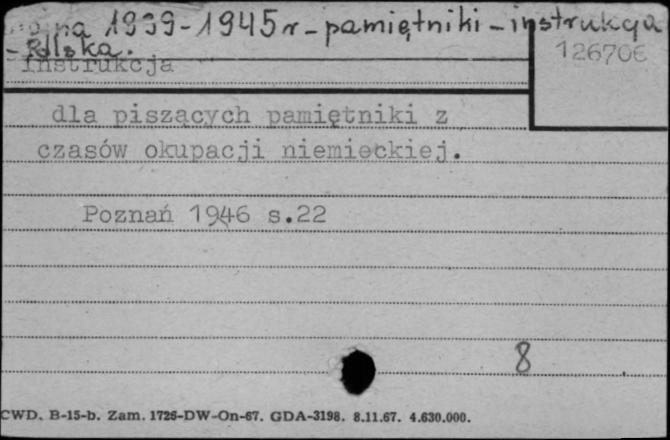 Wojna 1939-1945 r - pamiętniki - instrukcja
- Polska.
126706
Instrukcja
dla piszących pamiętniki z
czasów okupacji niemieckiej.
Poznań 1946 s.22
8
CWD. B-15-b. Zam. 1726-DW-On-67. GDA-3198. 8.11.67. 4.630.000.